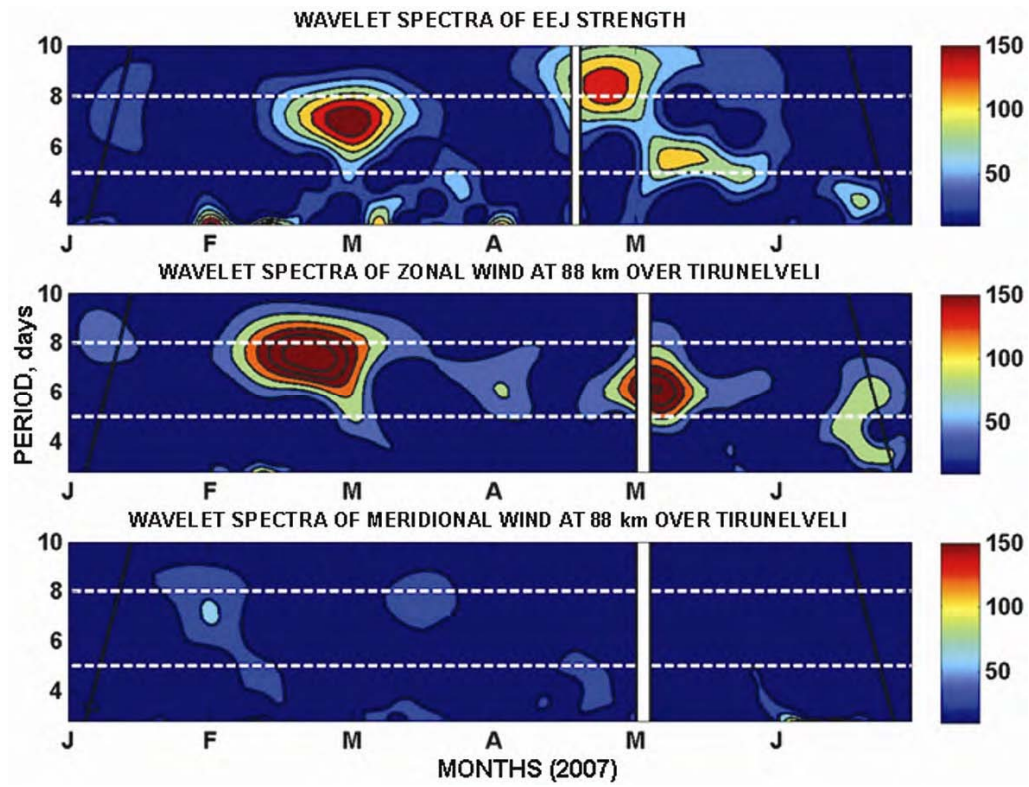 WAVELET SPECTRA OF EEJ STRENGTH
10
8
6
4
J F M A M J
150
100
50
WAVELET SPECTRA OF ZONAL WIND AT 88 km OVER TIRUNELVELI
10
8
6
4
J F M A M J
150
100
50
PERIOD, days
WAVELET SPECTRA OF MERIDIONAL WIND AT 88 km OVER TIRUNELVELI
10
8
6
4
J F M A M J
150
100
50
MONTHS (2007)